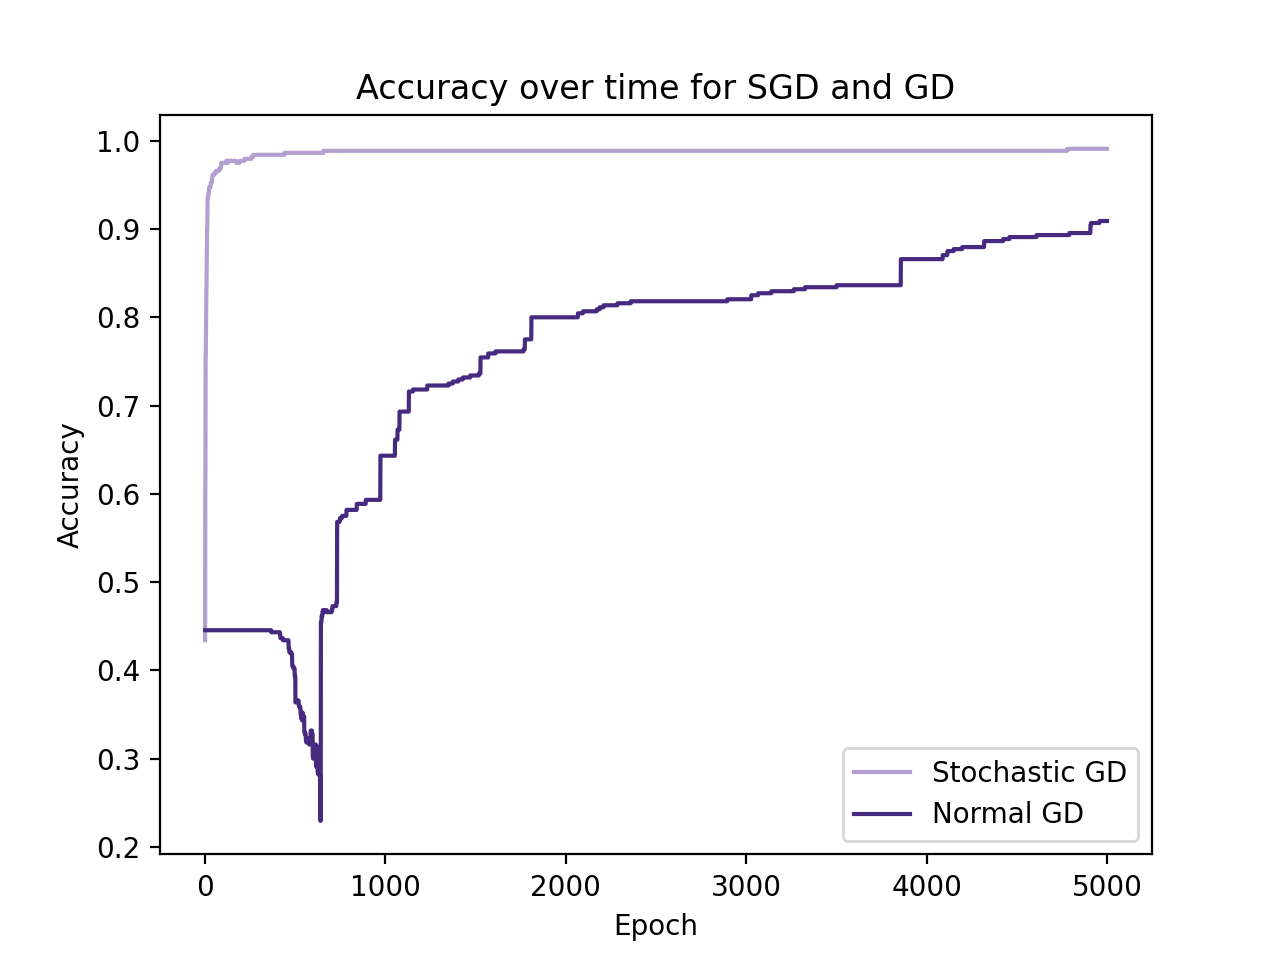 Accuracy over time for SGD and GD
1.0
0.9
0.8
0.7
0.6
0.5
0.4
0.3
0.2
Accuracy
0 1000 2000 3000 4000 5000
Epoch
Stochastic GD
Normal GD